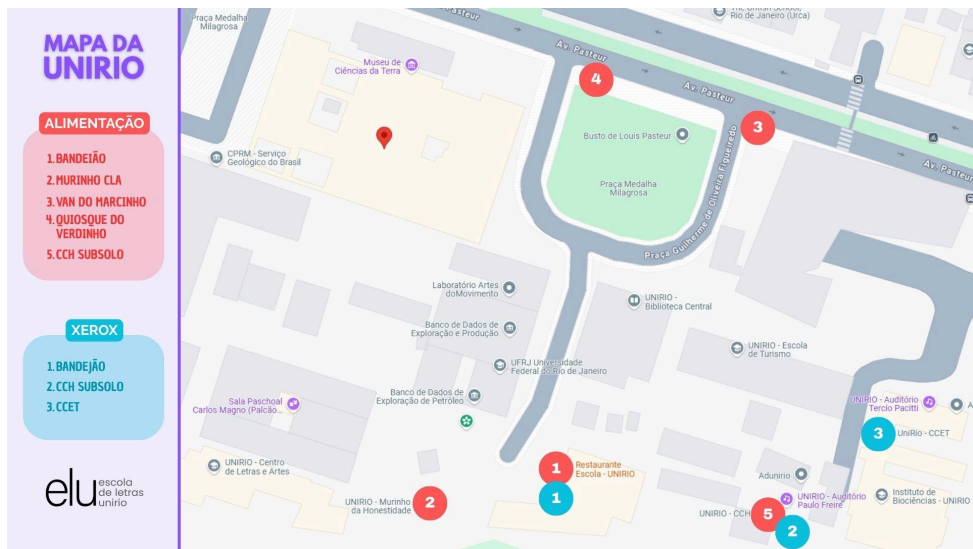 MAPA DA
UNIRIO
ALIMENTAÇÃO
1.BANDEIÃO
2.MURINHO CLA
3.VAN DO MARCINHO
4.QUIOSQUE DO
VERDINHO
5.CCH SUBSOLO
XEROX
1.BANDEJÃO
2.CCH SUBSOLO
3.CCET
elu escola
de letras
unirio
Praça Medalha
Milagrosa
Museu de
Ciências da Terra
CPRM - Serviço
Geológico do Brasil
Av. Pasteur
4
Av. Pasteur
Av. Pasteur
3
The British School,
Rio de Janeiro (Urca)
Busto de Louis Pasteur
Praça Medalha
Milagrosa
Praça Guilherme de Oliveira Figueiredo
Laboratório Artes
doMovimento
UNIRIO -
Biblioteca Central
Banco de Dados de
Exploração e Produção
UNIRIO - Escola
de Turismo
UFRJ Universidade
Federal do Rio de Janeiro
Banco de Dados de
Exploração de Petróleo
Sala Paschoal
Carlos Magno (Palcão...
UNIRIO - Auditório
Tercio Pacitti
A
3
UniRio - CCET
UNIRIO - Centro
de Letras e Artes
1
Restaurante
Escola - UNIRIO
1
UNIRIO - Murinho
da Honestidade
2
Adunirio
UNIRIO - Auditório
Paulo Freire
UNIRIO - CCH
5
2
Instituto de
Biociências - UNIRIO